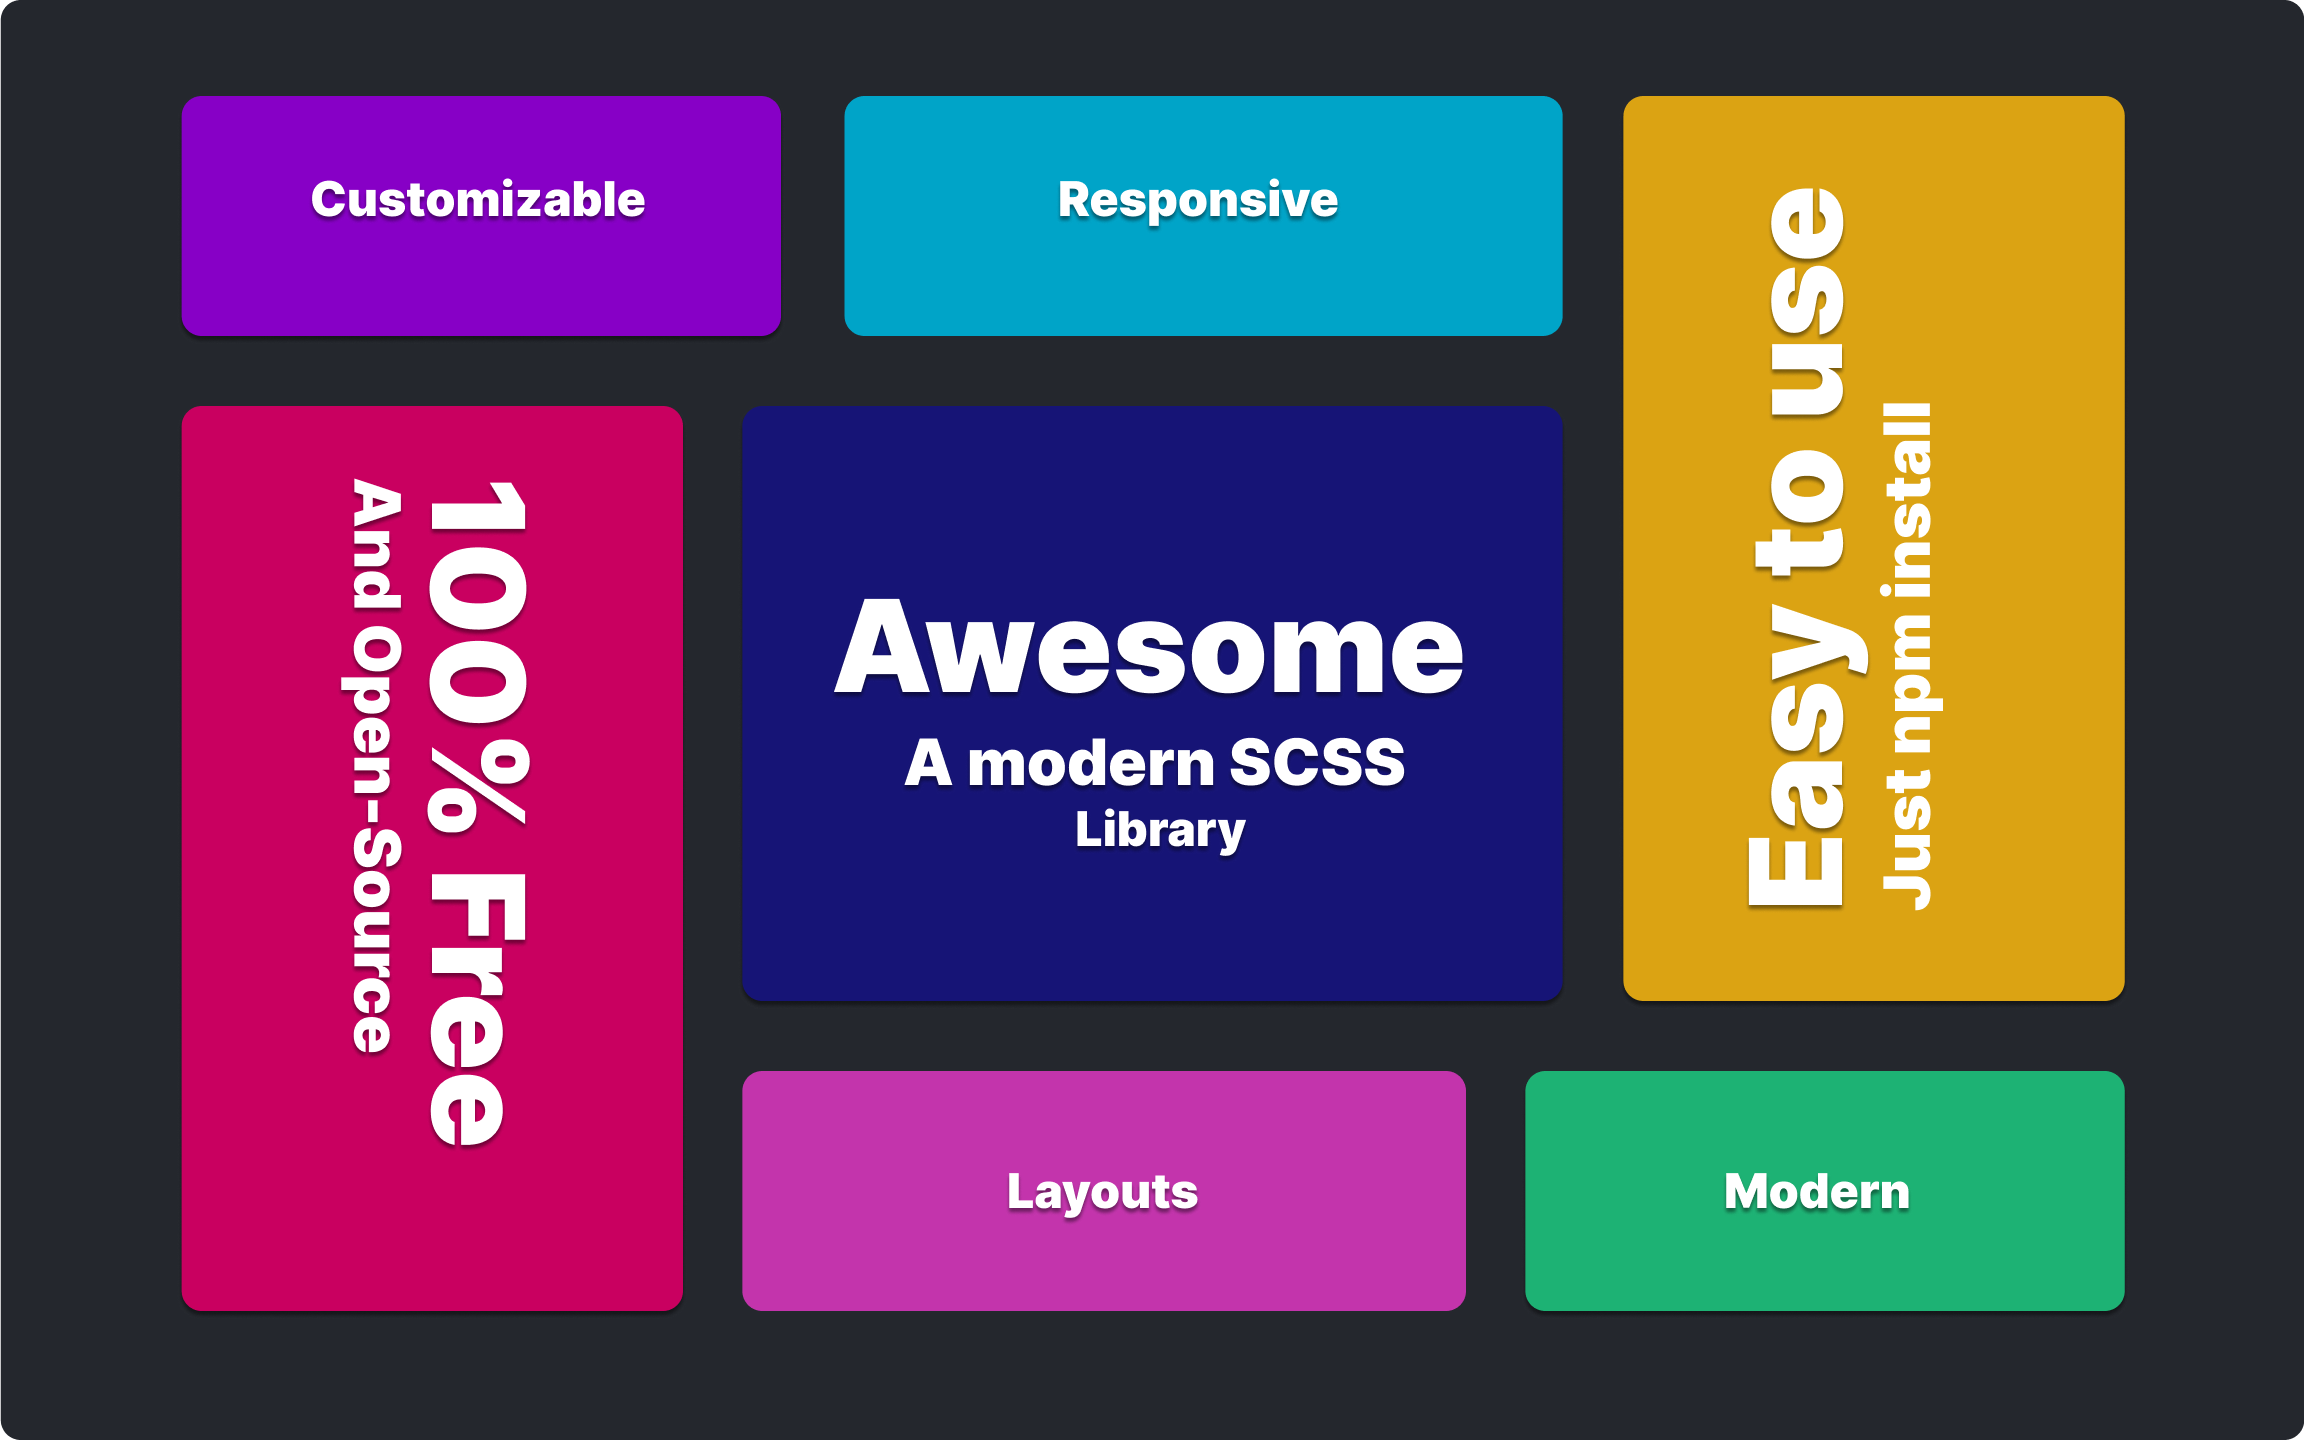 Customizable
Responsive
Easy to use
Just npm install
100% Free
And Open-Source
Awesome
A modern SCSS
Library
Layouts
Modern